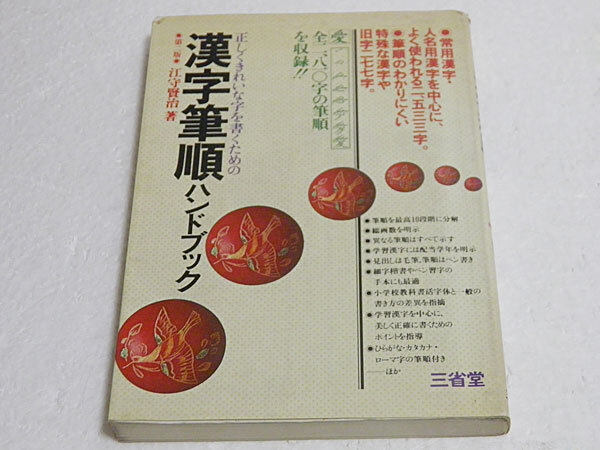 ●常用漢字・
人名用漢字を中心に、
よく使われる二、五三三字。
●筆順のわかりにくい
特殊な漢字や
旧字二七七字。
愛
全二、八一〇字の筆順
を収録!!
正しくきれいな字を書くための
漢字筆順ハンドブック
●第二版●
江守賢治著
●筆順を最高10段階に分解
●総画数を明示
●異なる筆順はすべて示す
●学習漢字には配当学年を明示
●見出しは毛筆、筆順はペン書き
●細字楷書やペン習字の
手本にも最適
●小学校教科書活字体と一般の
書き方の差異を指摘
●学習漢字を中心に、
美しく正確に書くための
ポイントを指導
●ひらがな・カタカナ・
ローマ字の筆順付き
──ほか
三省堂